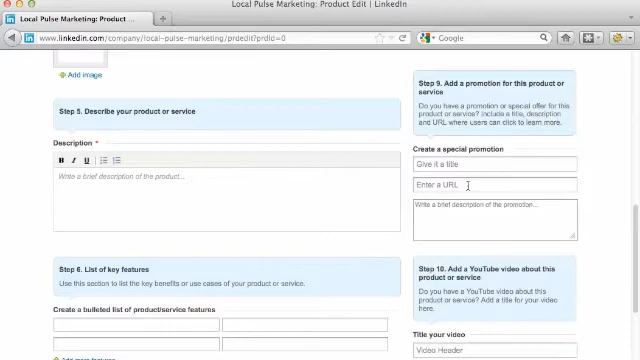 Local Pulse Marketing: Product Edit | LinkedIn
Local Pulse Marketing: Product ...
www.linkedin.com/company/local-pulse-marketing/prdedit?prdid=0
Google
Add image
Step 5. Describe your product or service
Description *
B I U
Write a brief description of the product...
Step 6. List of key features
Use this section to list the key benefits or use cases of your product or service.
Create a bulleted list of product/service features
Add more features
Step 9. Add a promotion for this product or
service
Do you have a promotion or special offer for this
product or service? Include a title, description
and URL where users can click to learn more.
Create a special promotion
Give it a title
Enter a URL
Write a brief description of the promotion...
Step 10. Add a YouTube video about this
product or service
Do you have a YouTube video about this
product or service? Add a title for your video
here.
Title your video
Video Header